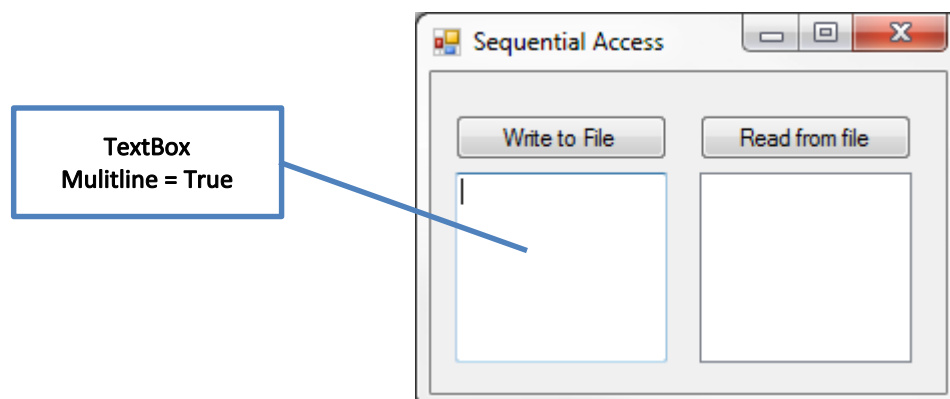 Sequential Access
TextBox
Mulitline = True
Write to File
Read from file